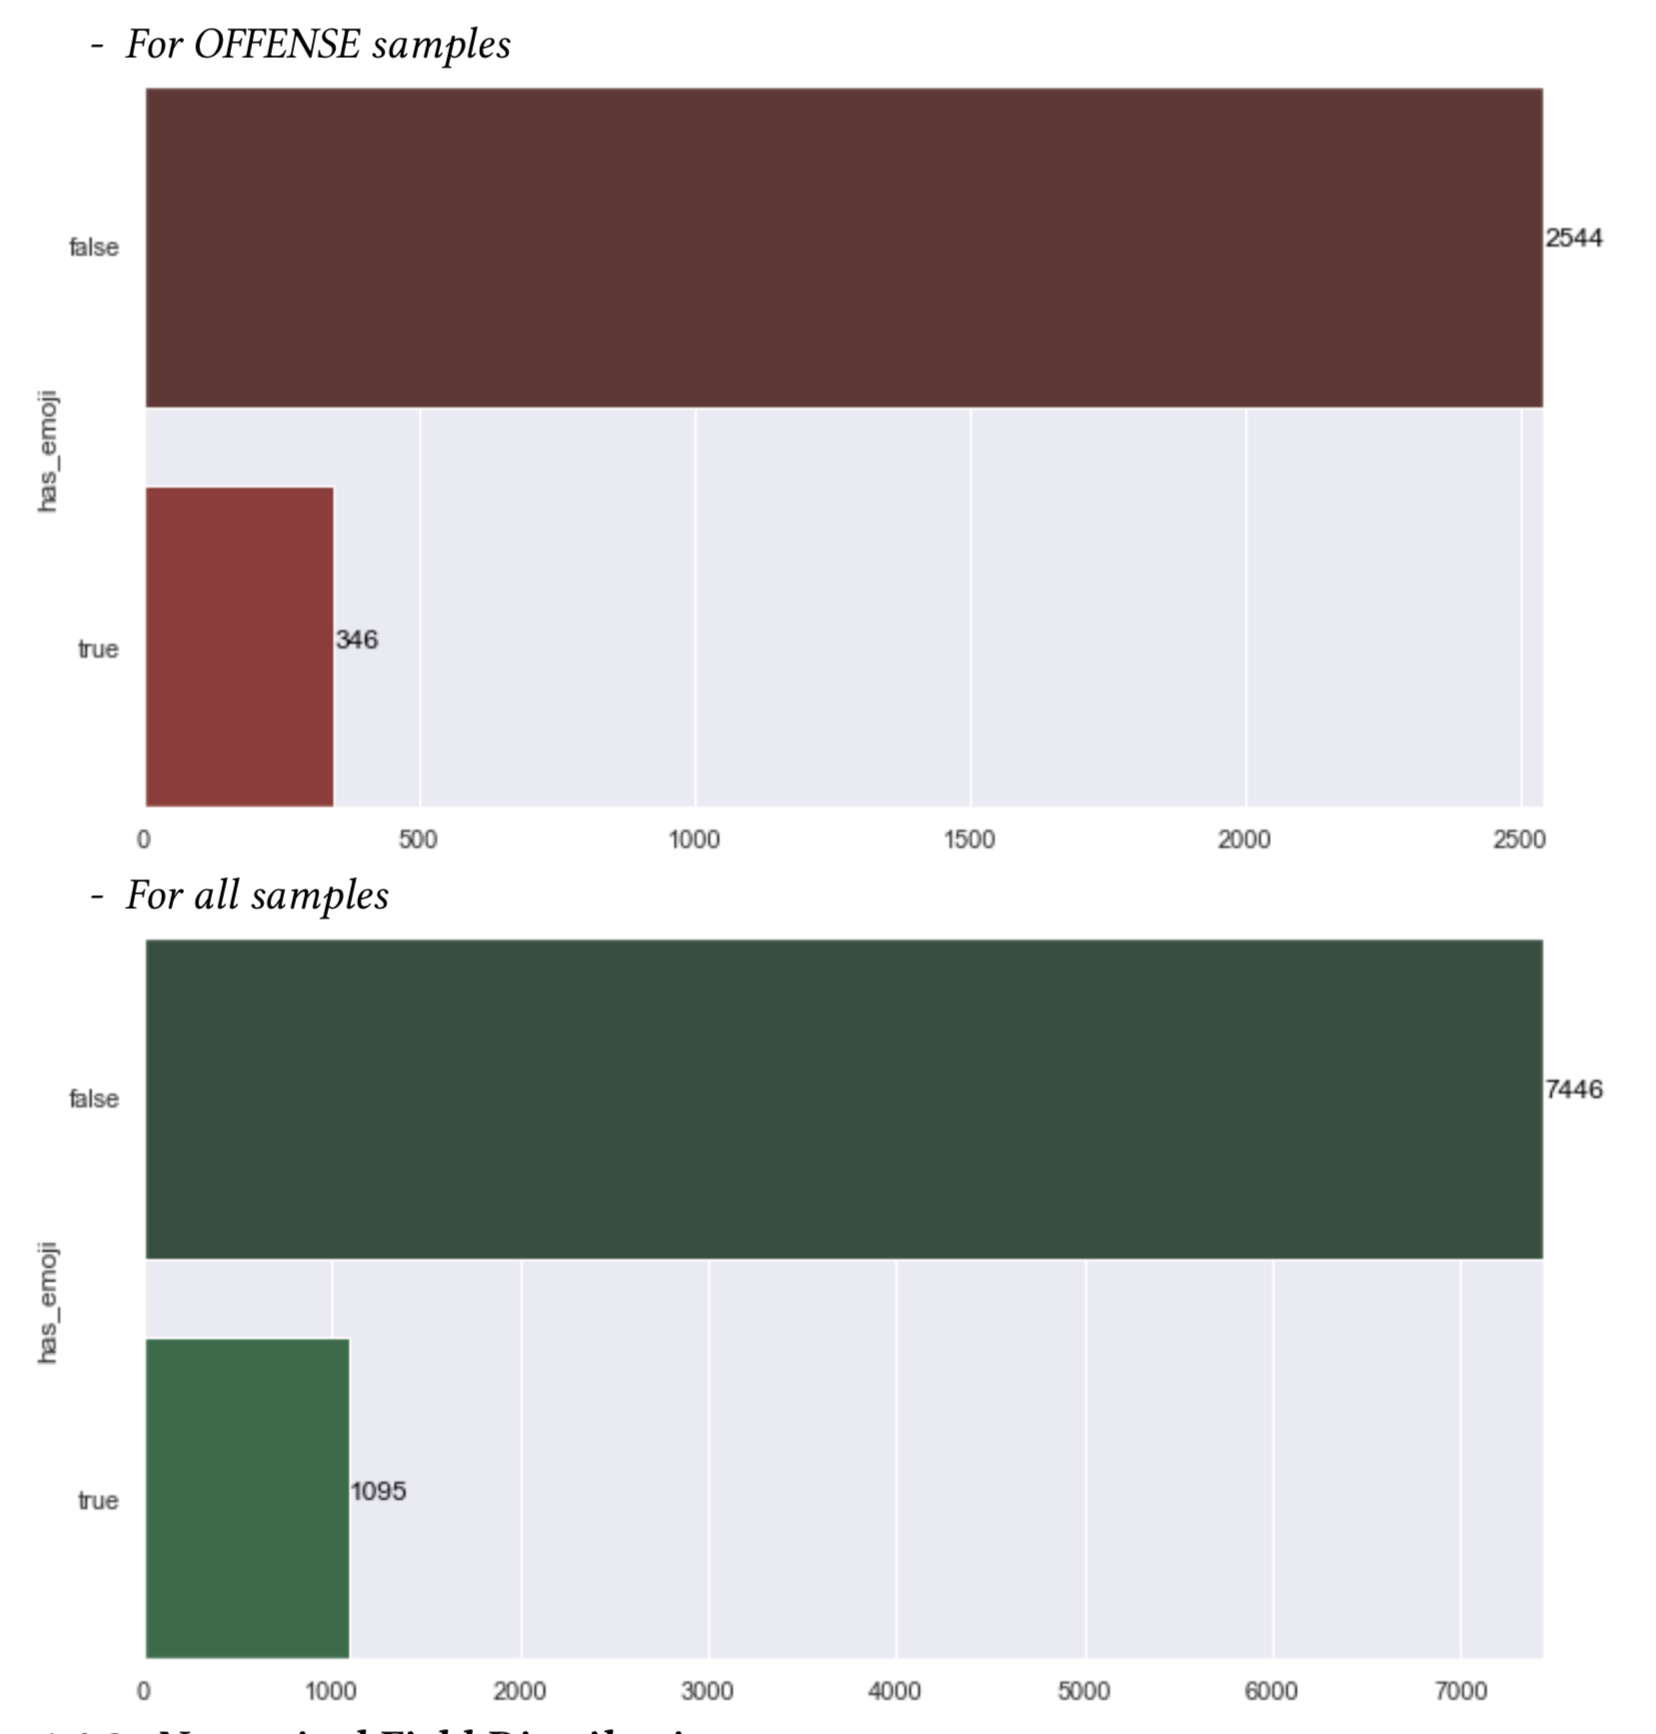 - For OFFENSE samples
false
2544
has_emoji
true
346
0 500 1000 1500 2000 2500
- For all samples
false
7446
has_emoji
true
1095
0 1000 2000 3000 4000 5000 6000 7000